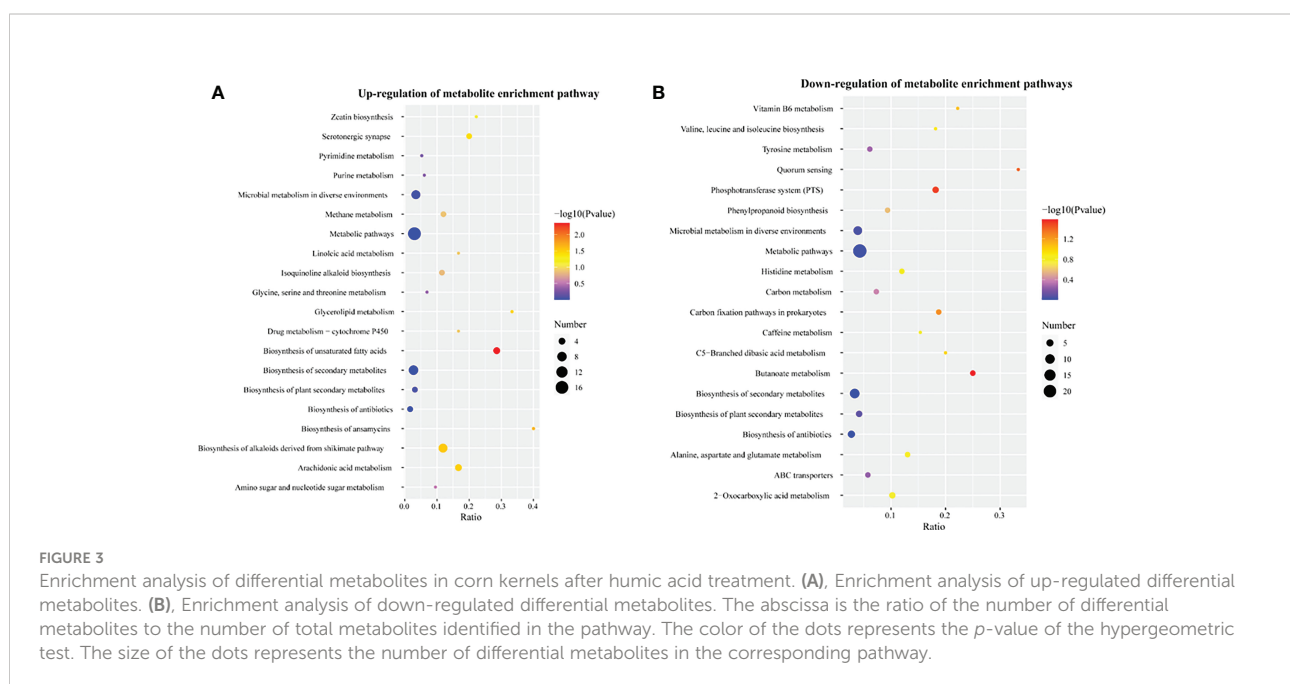 A
Up-regulation of metabolite enrichment pathway
Zeatin biosynthesis
Serotonergic synapse
Pyrimidine metabolism
Purine metabolism
Microbial metabolism in diverse environments
Methane metabolism
Metabolic pathways
Linoleic acid metabolism
Isoquinoline alkaloid biosynthesis
Glycine, serine and threonine metabolism
Glycerolipid metabolism
Drug metabolism − cytochrome P450
Biosynthesis of unsaturated fatty acids
Biosynthesis of secondary metabolites
Biosynthesis of plant secondary metabolites
Biosynthesis of antibiotics
Biosynthesis of ansamycins
Biosynthesis of alkaloids derived from shikimate pathway
Arachidonic acid metabolism
Amino sugar and nucleotide sugar metabolism
0.0 0.1 0.2 0.3 0.4
Ratio
−log10(Pvalue)
2.0
1.5
1.0
0.5
Number
4
8
12
16
B
Down-regulation of metabolite enrichment pathways
Vitamin B6 metabolism
Valine, leucine and isoleucine biosynthesis
Tyrosine metabolism
Quorum sensing
Phosphotransferase system (PTS)
Phenylpropanoid biosynthesis
Microbial metabolism in diverse environments
Metabolic pathways
Histidine metabolism
Carbon metabolism
Carbon fixation pathways in prokaryotes
Caffeine metabolism
C5−Branched dibasic acid metabolism
Butanoate metabolism
Biosynthesis of secondary metabolites
Biosynthesis of plant secondary metabolites
Biosynthesis of antibiotics
Alanine, aspartate and glutamate metabolism
ABC transporters
2−Oxocarboxylic acid metabolism
0.1 0.2 0.3
Ratio
−log10(Pvalue)
1.2
0.8
0.4
Number
5
10
15
20
FIGURE 3
Enrichment analysis of differential metabolites in corn kernels after humic acid treatment. (A), Enrichment analysis of up-regulated differential
metabolites. (B), Enrichment analysis of down-regulated differential metabolites. The abscissa is the ratio of the number of differential
metabolites to the number of total metabolites identified in the pathway. The color of the dots represents the p-value of the hypergeometric
test. The size of the dots represents the number of differential metabolites in the corresponding pathway.